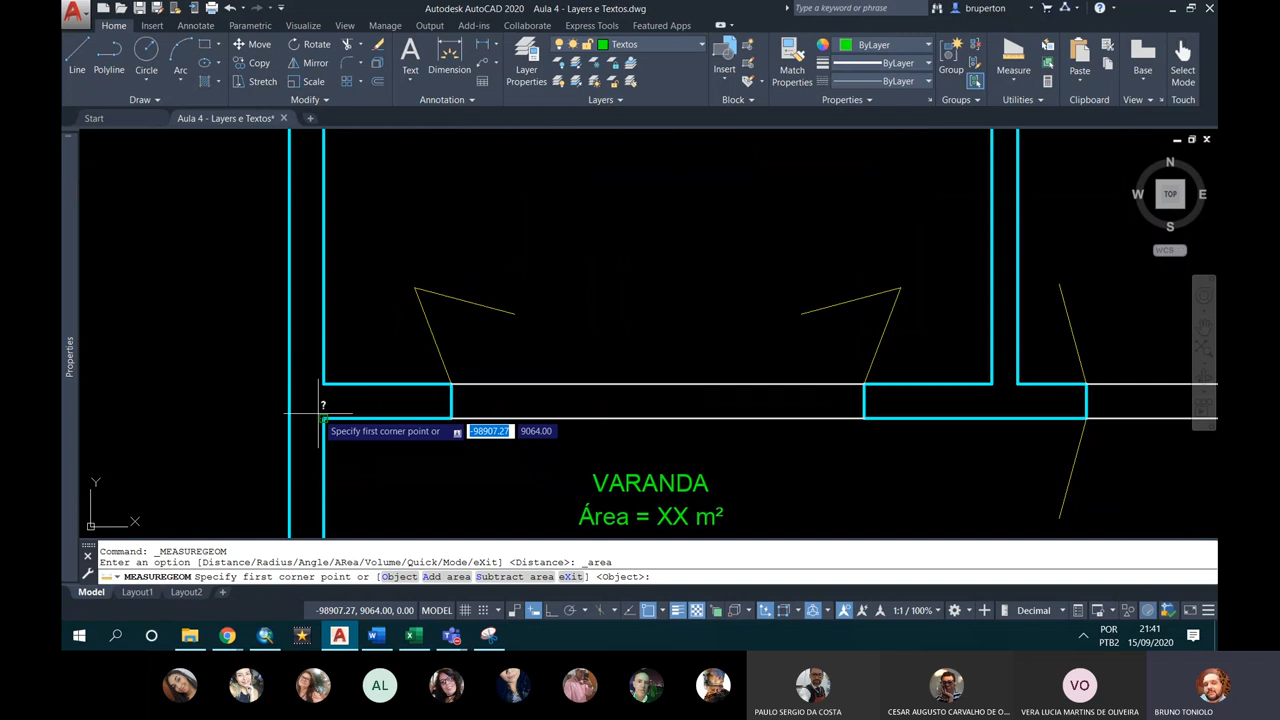 Autodesk AutoCAD 2020 Aula 4 - Layers e Textos.dwg
Type a keyword or phrase
bruperton
Home Insert Annotate Parametric Visualize View Manage Output Add-ins Collaborate Express Tools Featured Apps
Line Polyline Circle Arc
Move Rotate
Copy Mirror
Stretch Scale
Text Dimension
Layer Properties
Textos
Insert
Match Properties
ByLayer
ByLayer
ByLayer
Group
Measure
Paste
Base
Select Mode
Draw Modify Annotation Layers Block Properties Groups Utilities Clipboard View Touch
Start Aula 4 - Layers e Textos*
Properties
N
W TOP E
S
WCS
?
Specify first corner point or -98907.27 9064.00
VARANDA
Área = XX m²
Y
X
Command: _MEASUREGEOM
Enter an option [Distance/Radius/Angle/ARea/Volume/Quick/Mode/eXit] <Distance>: _area
MEASUREGEOM Specify first corner point or [Object Add area Subtract area eXit] <Object>:
Model Layout1 Layout2 +
-98907.27, 9064.00, 0.00 MODEL 1:1 / 100% Decimal
POR 21:41
PTB2 15/09/2020
AL VO
PAULO SERGIO DA COSTA CESAR AUGUSTO CARVALHO DE O... VERA LUCIA MARTINS DE OLIVEIRA BRUNO TONIOLO